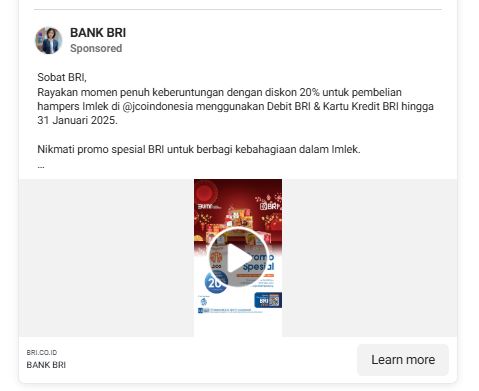 BANK BRI
Sponsored
Sobat BRI,
Rayakan momen penuh keberuntungan dengan diskon 20% untuk pembelian
hampers Imlek di @jcoindonesia menggunakan Debit BRI & Kartu Kredit BRI hingga
31 Januari 2025.
Nikmati promo spesial BRI untuk berbagi kebahagiaan dalam Imlek.
...
BUMN
BRI
Promo
Spesial
20
BRI
BRI.CO.ID
BANK BRI
Learn more